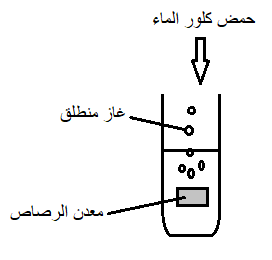 حمض كلور الماء
غاز منطلق
معدن الرصاص